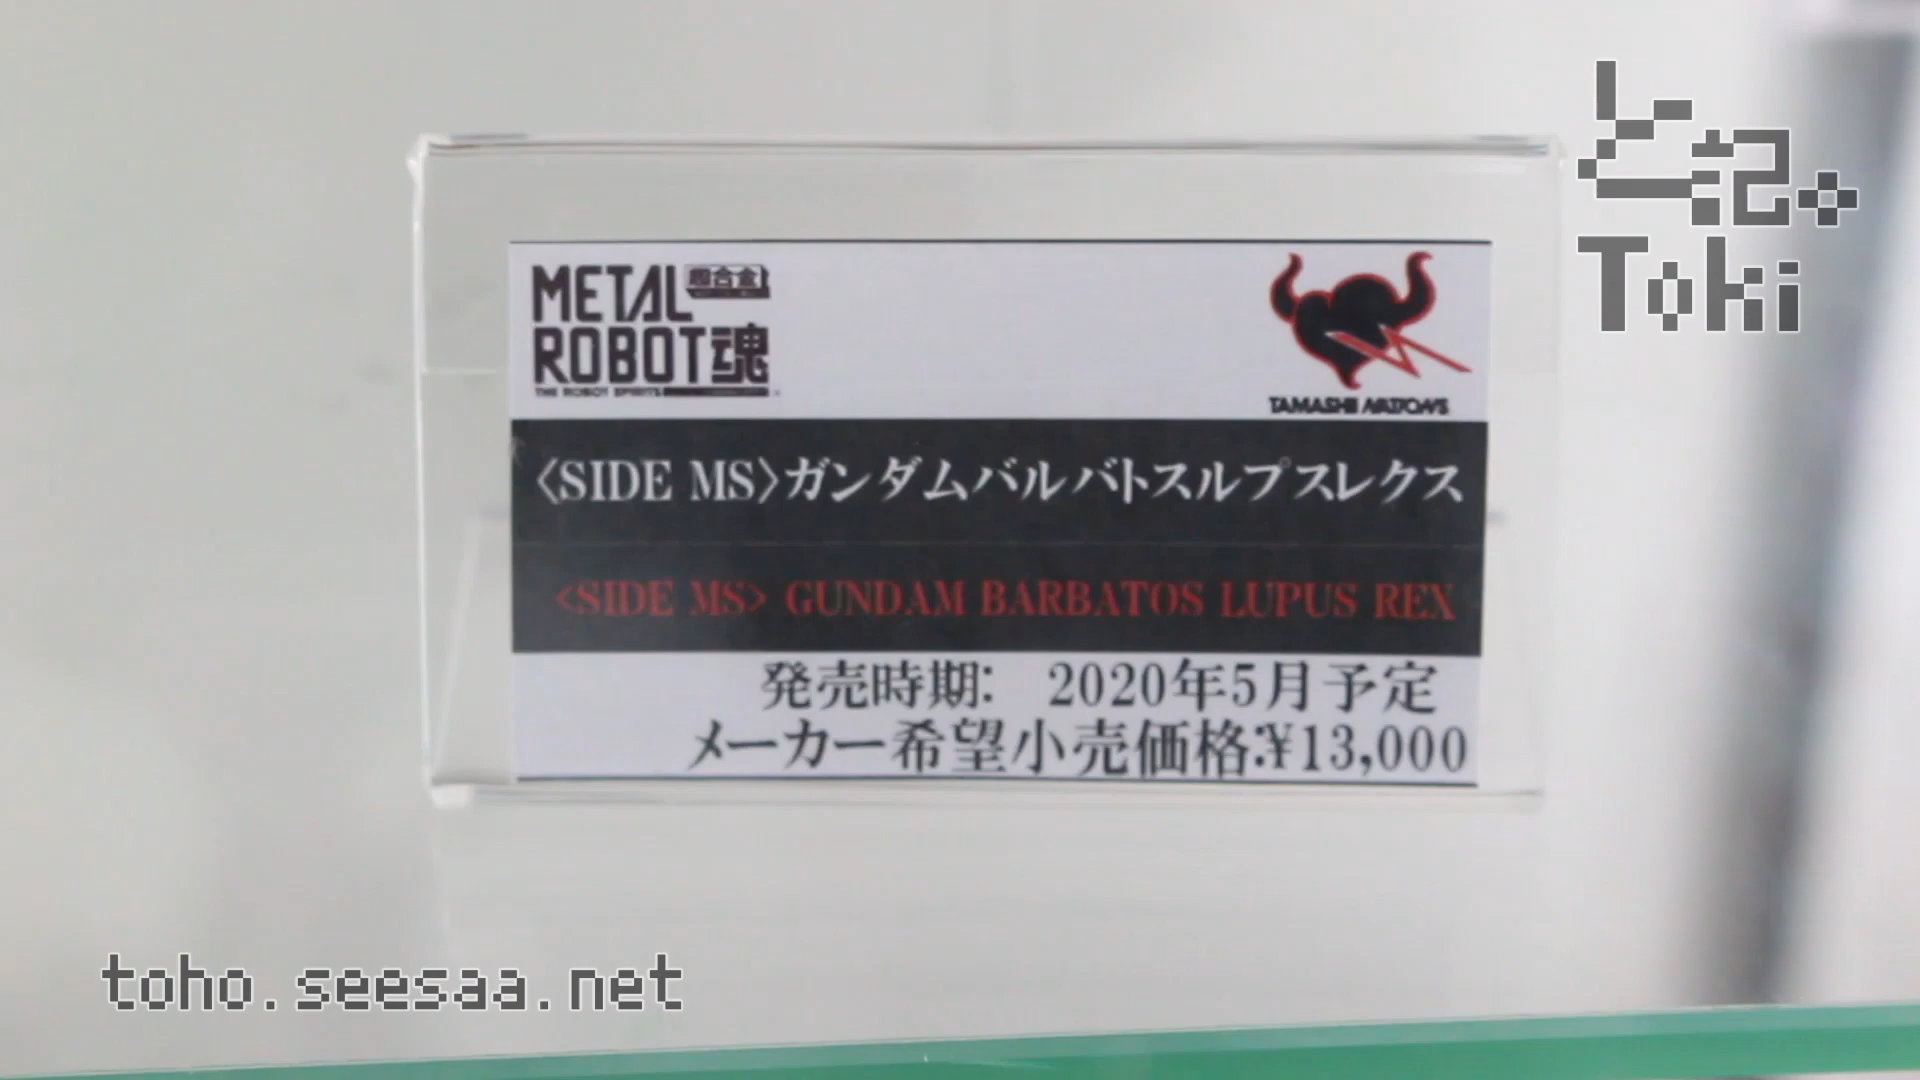 と記。
Toki
METAL 超合金
ROBOT魂
THE ROBOT SPIRITS
TAMASHII NATIONS
〈SIDE MS〉ガンダムバルバトスルプスレクス
<SIDE MS> GUNDAM BARBATOS LUPUS REX
発売時期: 2020年5月予定
メーカー希望小売価格:¥13,000
toho.seesaa.net